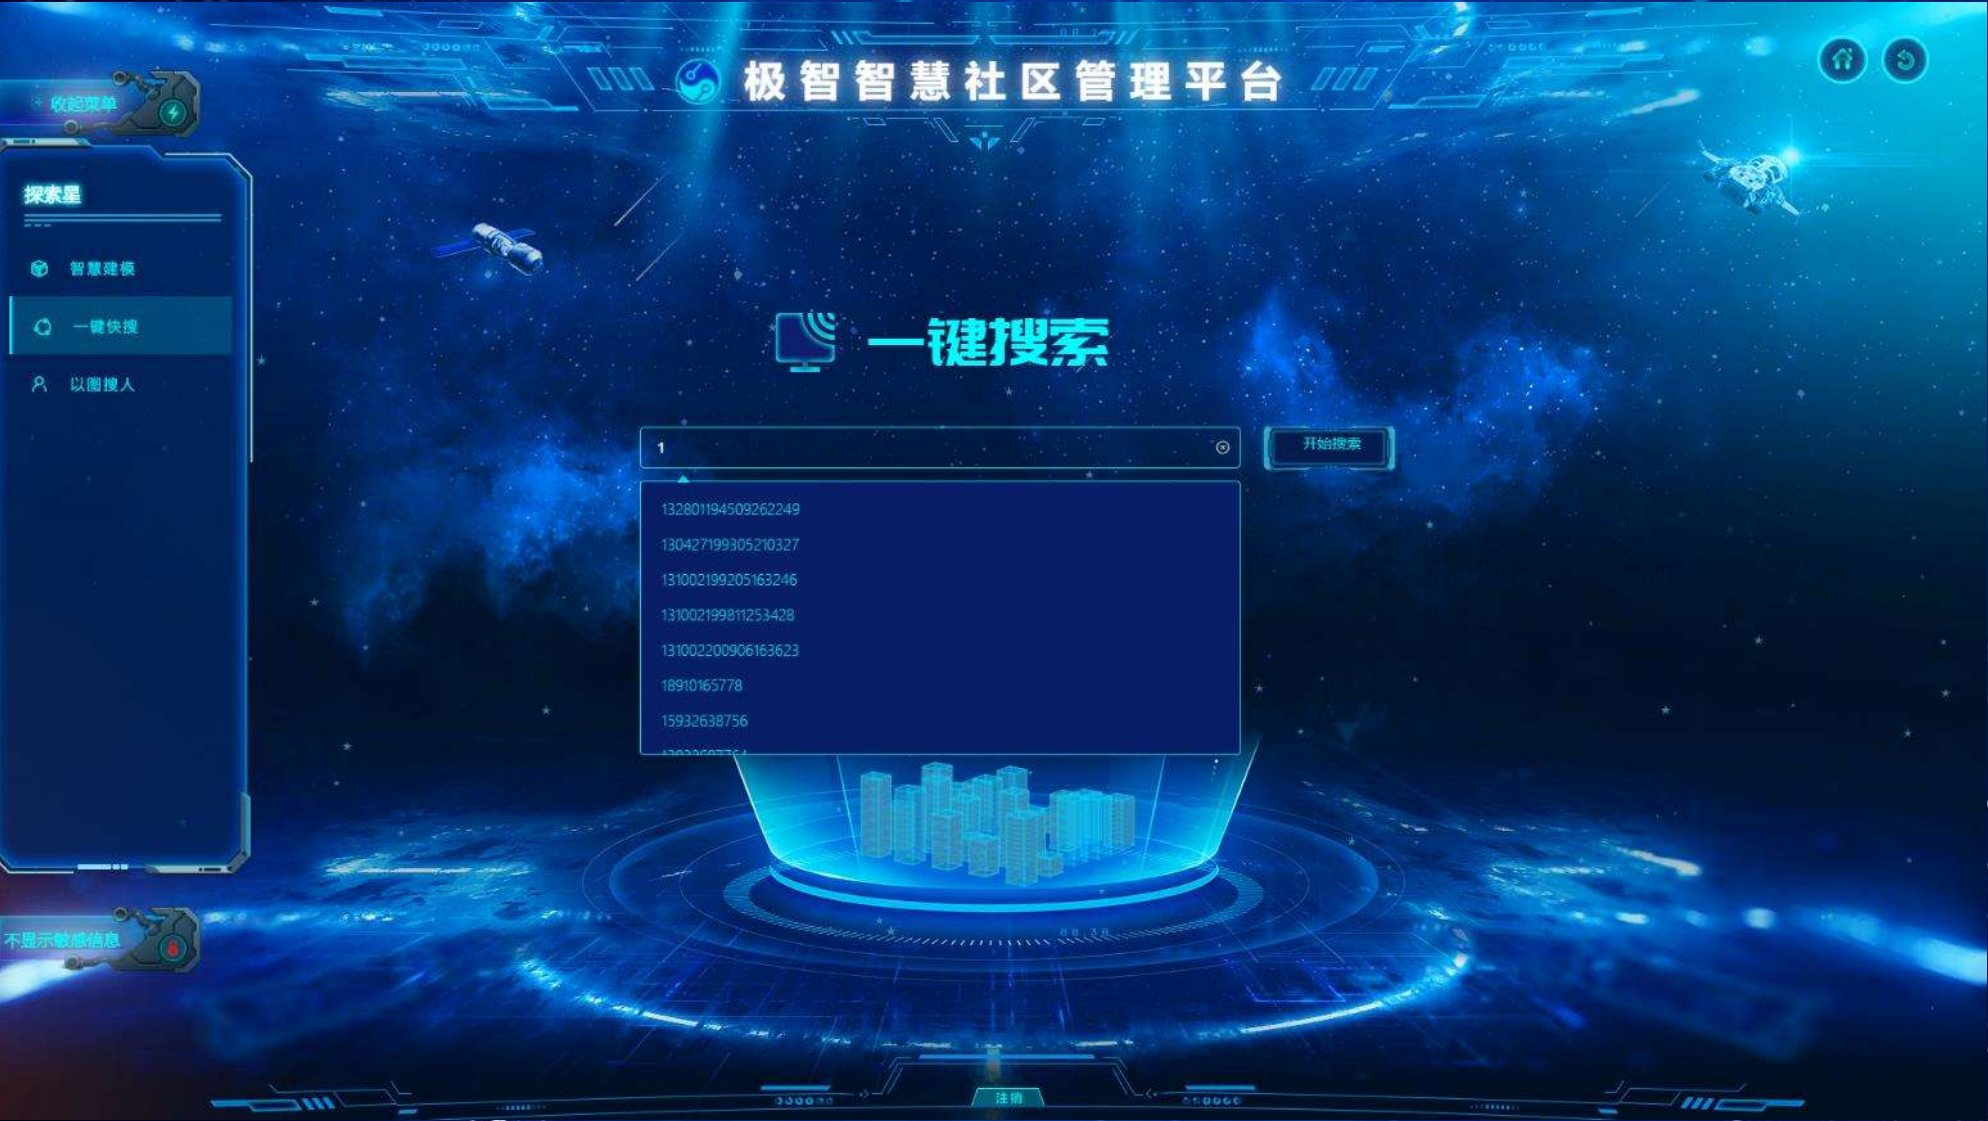 极智智慧社区管理平台
收起菜单
探索星
智慧建模
一键快搜
以图搜人
不显示敏感信息
一键搜索
1
开始搜索
132801194509262249
130427199305210327
131002199205163246
131002199811253428
131002200906163623
18910165778
15932638756
注销